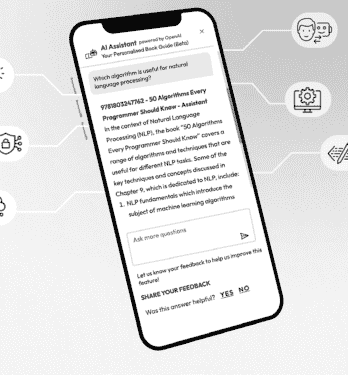 AI Assistant powered by OpenAI
Your Personalised Book Guide (Beta)
×
Which algorithm is useful for natural
language processing?
9781803247762 - 50 Algorithms Every
Programmer Should Know - Assistant
In the context of Natural Language
Processing (NLP), the book "50 Algorithms
Every Programmer Should Know" covers a
range of algorithms and techniques that are
useful for different NLP tasks. Some of the
key techniques and concepts discussed in
Chapter 9, which is dedicated to NLP, include:
1. NLP fundamentals which introduce the
subject of machine learning algorithms
Ask more questions
Let us know your feedback to help us improve this
feature!
SHARE YOUR FEEDBACK
Was this answer helpful? YES NO